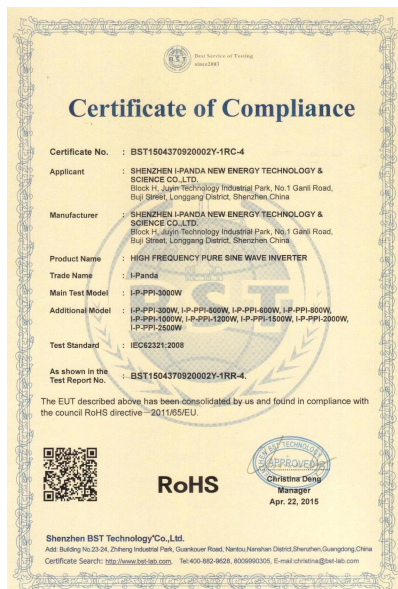 BST
Best Service of Testing
since2003
Certificate of Compliance
Certificate No. : BST1504370920002Y-1RC-4
Applicant : SHENZHEN I-PANDA NEW ENERGY TECHNOLOGY &
SCIENCE CO.,LTD.
Block H, Juyin Technology Industrial Park, No.1 Ganli Road,
Buji Street, Longgang District, Shenzhen China
Manufacturer : SHENZHEN I-PANDA NEW ENERGY TECHNOLOGY &
SCIENCE CO.,LTD.
Block H, Juyin Technology Industrial Park, No.1 Ganli Road,
Buji Street, Longgang District, Shenzhen China
Product Name : HIGH FREQUENCY PURE SINE WAVE INVERTER
Trade Name : I-Panda
Main Test Model : I-P-PPI-3000W
Additional Model : I-P-PPI-300W, I-P-PPI-500W, I-P-PPI-600W, I-P-PPI-800W,
I-P-PPI-1000W, I-P-PPI-1200W, I-P-PPI-1500W, I-P-PPI-2000W,
I-P-PPI-2500W
Test Standard : IEC62321:2008
As shown in the
Test Report No. : BST1504370920002Y-1RR-4.
The EUT described above has been consolidated by us and found in compliance with
the council RoHS directive—2011/65/EU.
RoHS
BST TECHNOLOGY
APPROVED
Christina Deng
Manager
Apr. 22, 2015
Shenzhen BST Technology Co.,Ltd.
Add: Building No.23-24, Zhiheng Industrial Park, Guankouer Road, Nantou,Nanshan District,Shenzhen,Guangdong,China
Certificate Search: http://www.bst-lab.com, Tel:400-882-9628, 8009990305, E-mail:christina@bst-lab.com